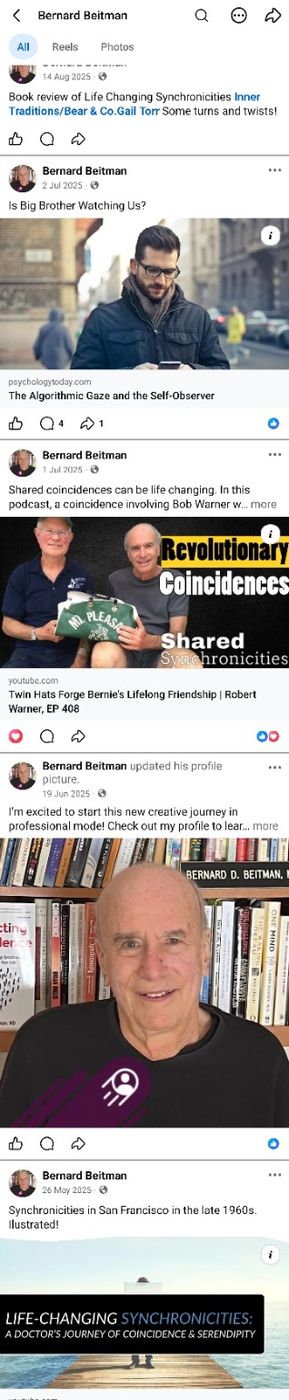 Bernard Beitman
All
Reels
Photos
14 Aug 2025
Book review of Life Changing Synchronicities Inner
Traditions/Bear & Co.Gail Torr Some turns and twists!
Bernard Beitman
2 Jul 2025
Is Big Brother Watching Us?
psychologytoday.com
The Algorithmic Gaze and the Self-Observer
4
1
Bernard Beitman
1 Jul 2025
Shared coincidences can be life changing. In this
podcast, a coincidence involving Bob Warner w... more
Revolutionary
Coincidences
MT. PLEASANT
Shared
Synchronicities
youtube.com
Twin Hats Forge Bernie's Lifelong Friendship | Robert
Warner, EP 408
Bernard Beitman updated his profile
picture.
19 Jun 2025
I'm excited to start this new creative journey in
professional mode! Check out my profile to lear... more
BERNARD D. BEITMAN,
ONE MIND
Bernard Beitman
26 May 2025
Synchronicities in San Francisco in the late 1960s.
Ilustrated!
LIFE-CHANGING SYNCHRONICITIES:
A DOCTOR'S JOURNEY OF COINCIDENCE & SERENDIPITY